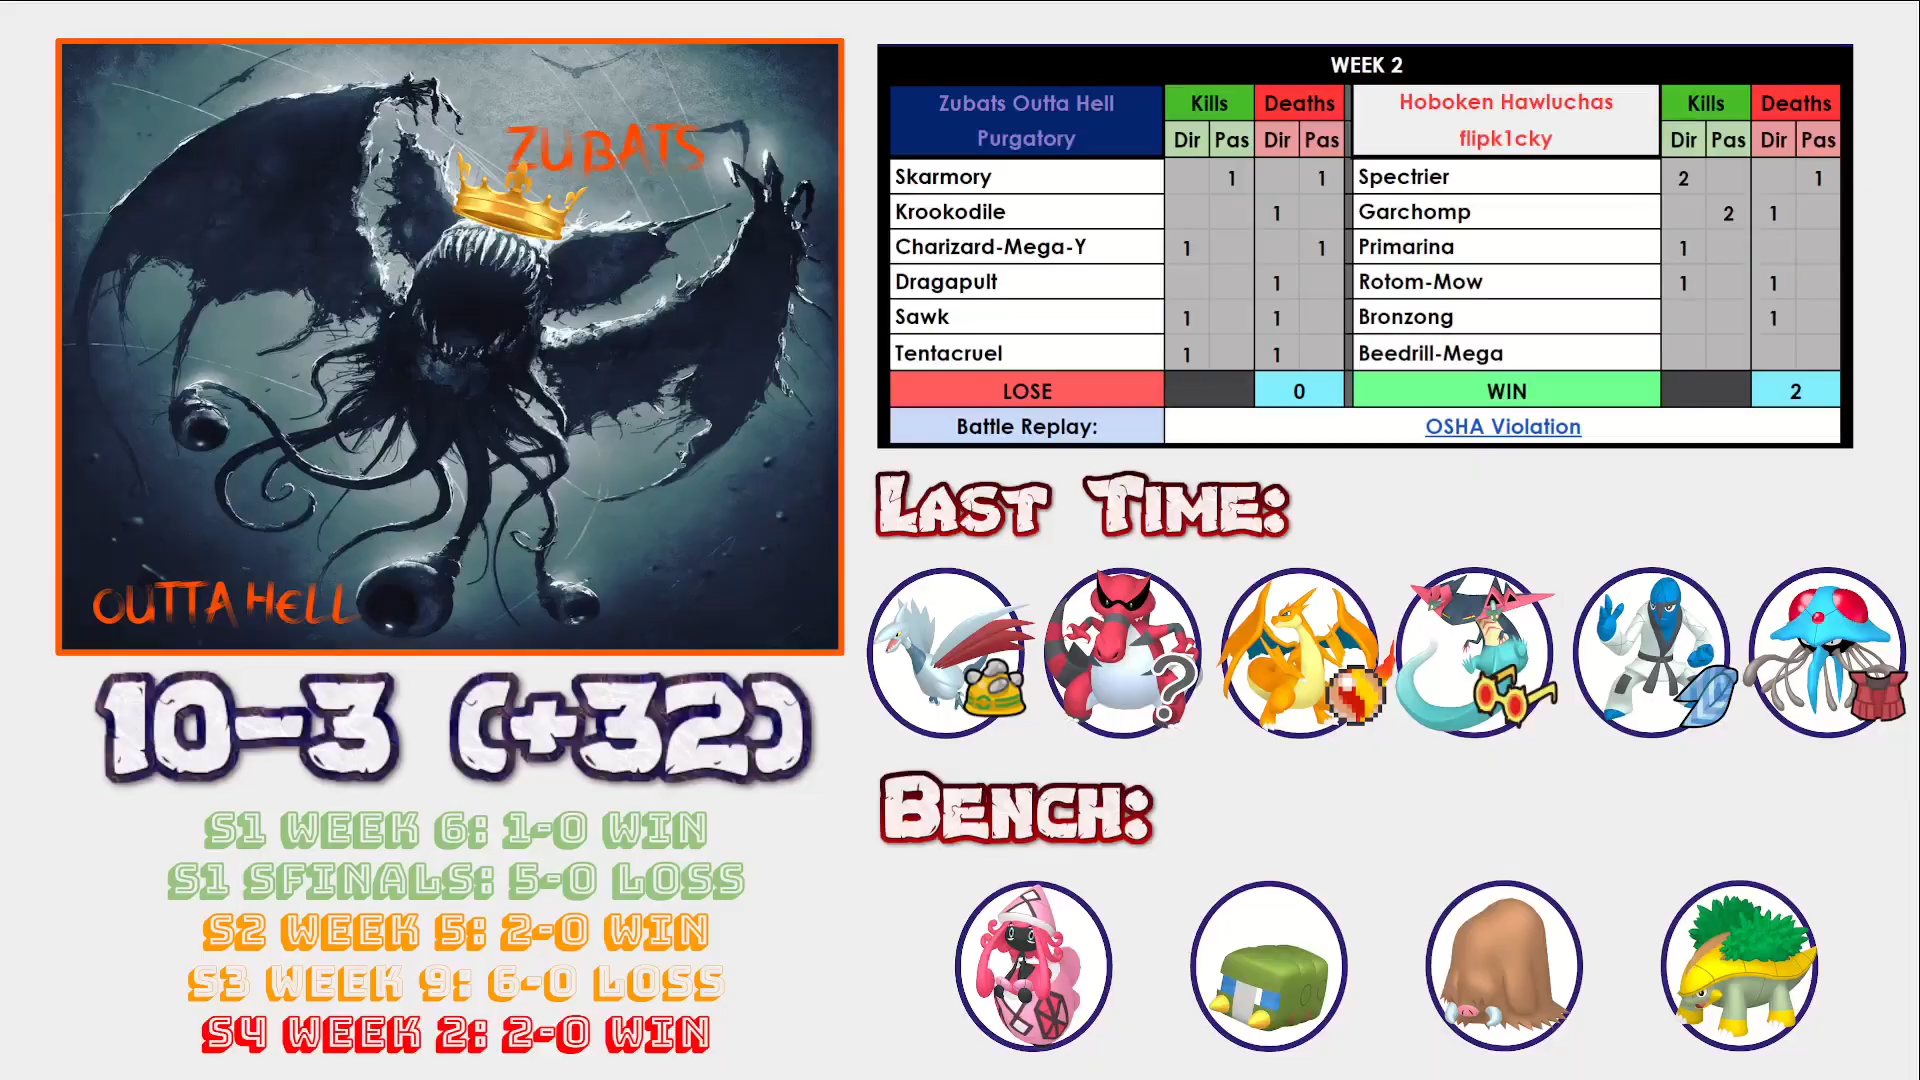 ZUBATS
OUTTA HELL
10-3 (+32)
S1 WEEK 6: 1-0 WIN
S1 SFINALS: 5-0 LOSS
S2 WEEK 5: 2-0 WIN
S3 WEEK 9: 6-0 LOSS
S4 WEEK 2: 2-0 WIN
WEEK 2
Zubats Outta Hell Kills Deaths Hoboken Hawluchas Kills Deaths
Purgatory Dir Pas Dir Pas flipk1cky Dir Pas Dir Pas
Skarmory 1 1 Spectrier 2 1
Krookodile 1 Garchomp 2 1
Charizard-Mega-Y 1 1 Primarina 1
Dragapult 1 Rotom-Mow 1 1
Sawk 1 1 Bronzong 1
Tentacruel 1 1 Beedrill-Mega
LOSE 0 WIN 2
Battle Replay: OSHA Violation
LAST TIME:
?
BENCH: